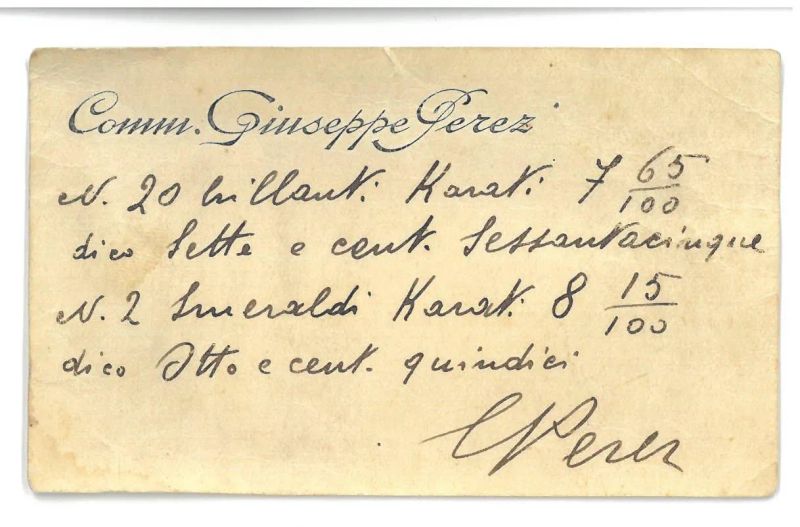 Comm. Giuseppe Perez
N. 20 brillanti Karati 7 65/100
dico Sette e cent. Sessantacinque
N. 2 Smeraldi Karati 8 15/100
dico Otto e cent. quindici
GPerez